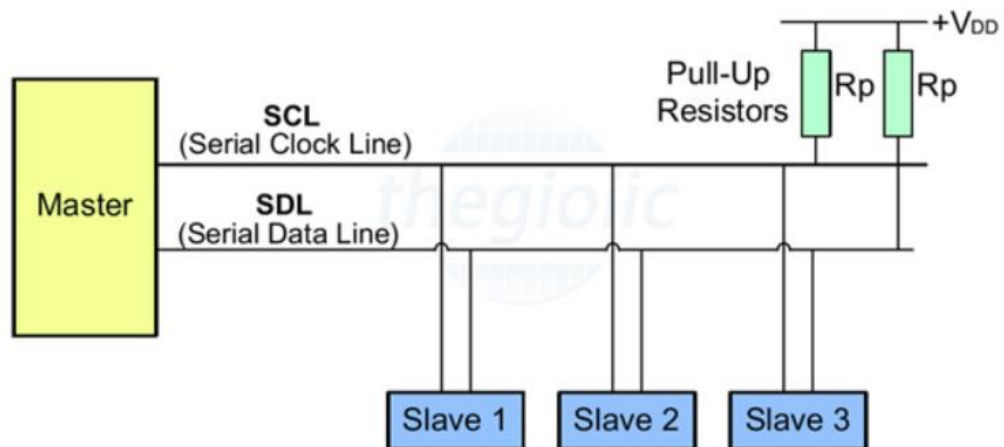 +VDD
Pull-Up
Resistors
Rp
Rp
SCL
(Serial Clock Line)
Master
SDL
(Serial Data Line)
thegioiic
Slave 1
Slave 2
Slave 3